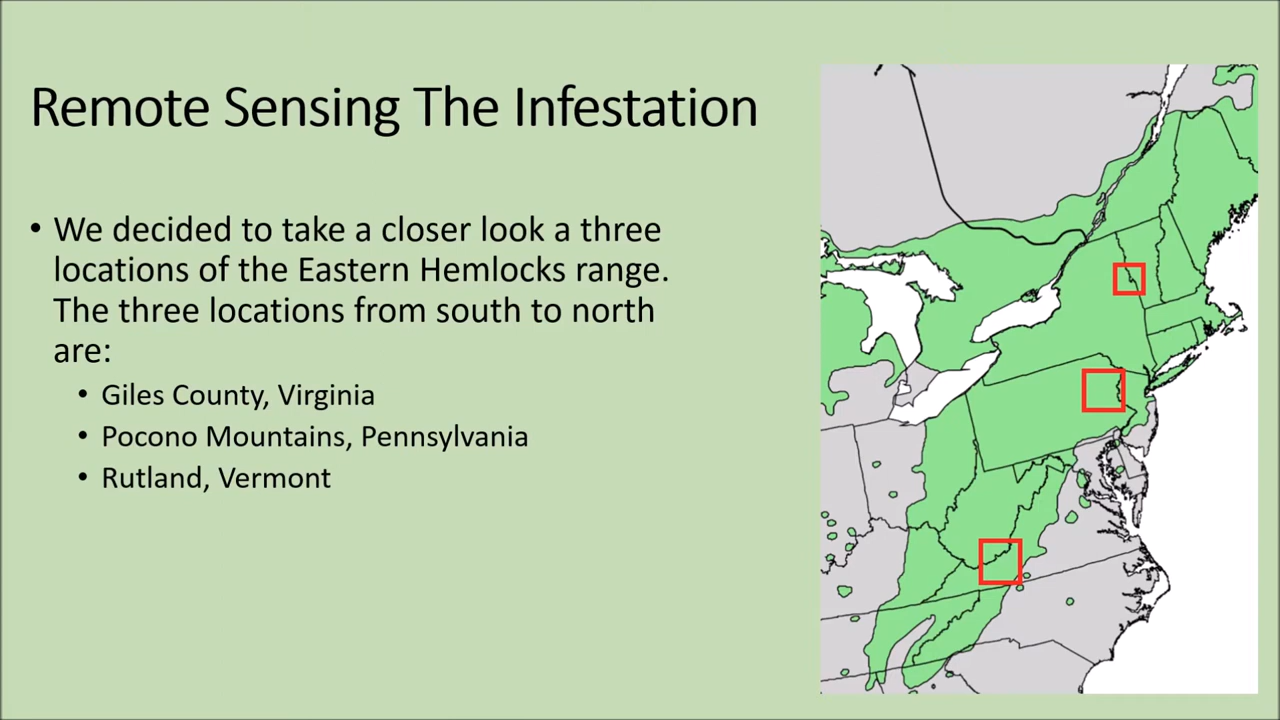 Remote Sensing The Infestation
• We decided to take a closer look a three
locations of the Eastern Hemlocks range.
The three locations from south to north
are:
• Giles County, Virginia
• Pocono Mountains, Pennsylvania
• Rutland, Vermont